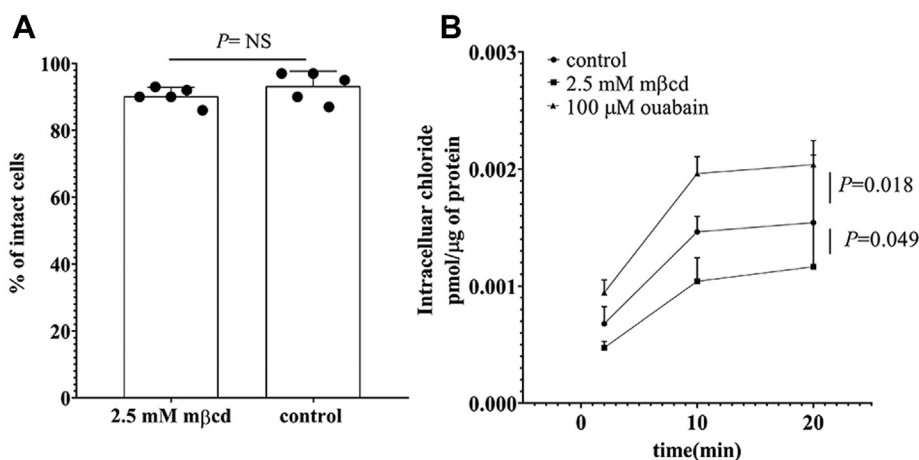 A
P= NS
% of intact cells
100
80
60
40
20
0
2.5 mM mβcd
control
B
Intracelluar chloride
pmol/µg of protein
0.003
0.002
0.001
0.000
control
2.5 mM mβcd
100 µM ouabain
P=0.018
P=0.049
0
10
20
time(min)